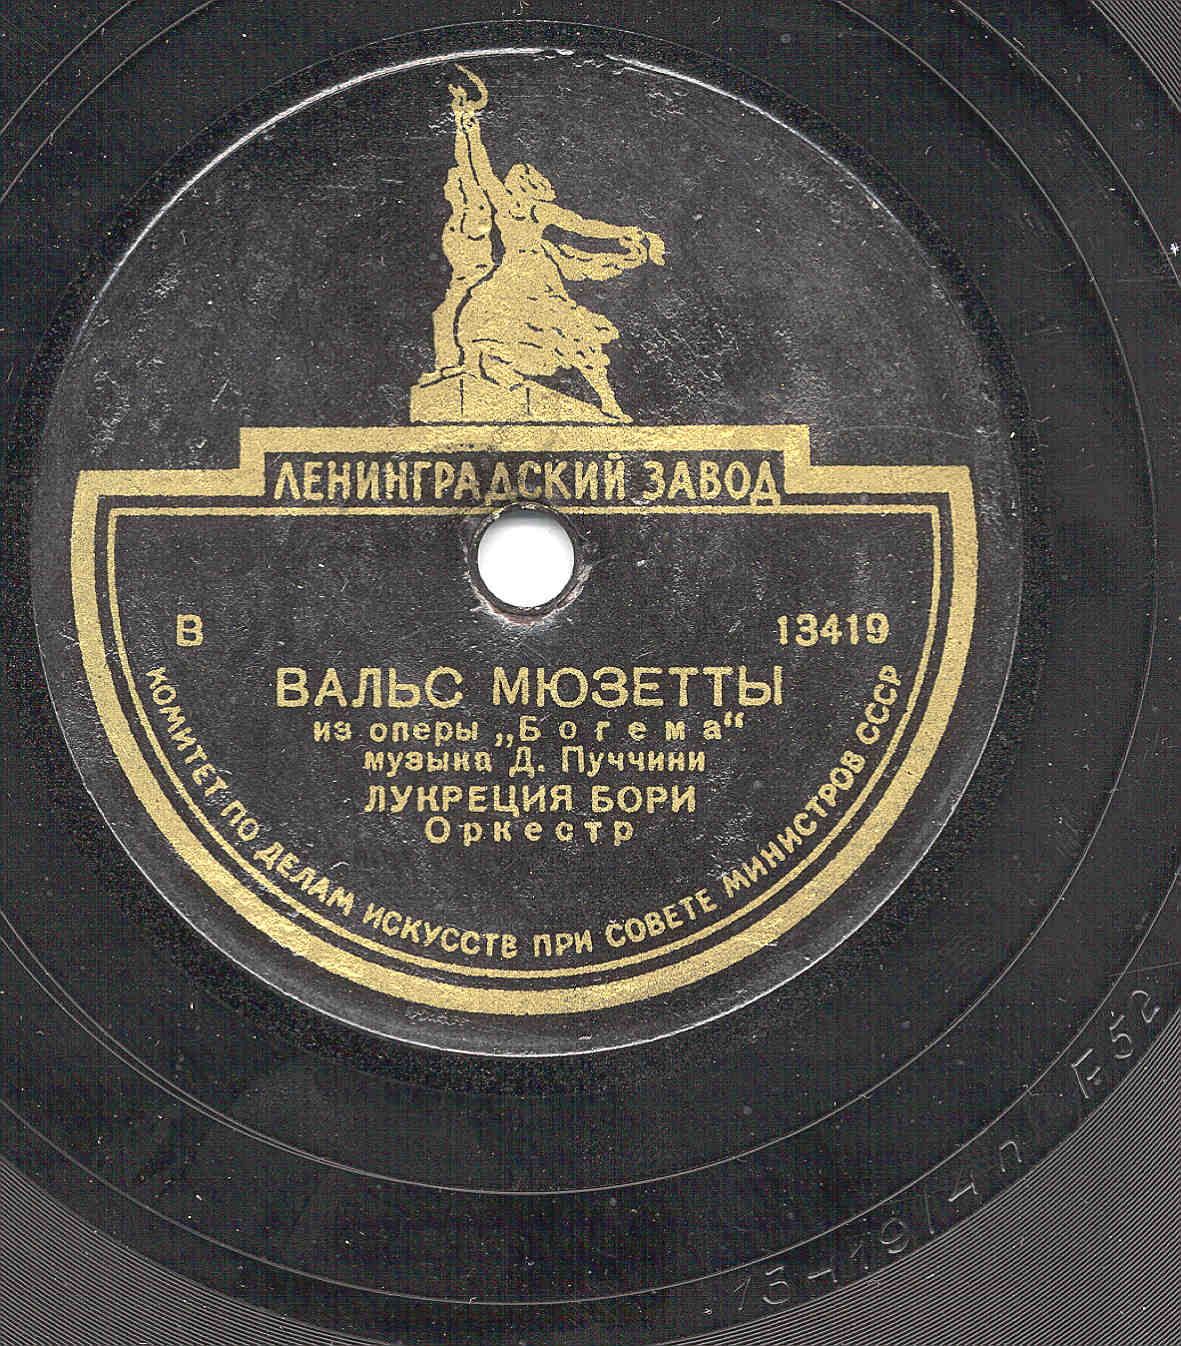 ЛЕНИНГРАДСКИЙ ЗАВОД
В 13419
ВАЛЬС МЮЗЕТТЫ
из оперы „Богема“
музыка Д. Пуччини
ЛУКРЕЦИЯ БОРИ
Оркестр
КОМИТЕТ ПО ДЕЛАМ ИСКУССТВ ПРИ СОВЕТЕ МИНИСТРОВ СССР